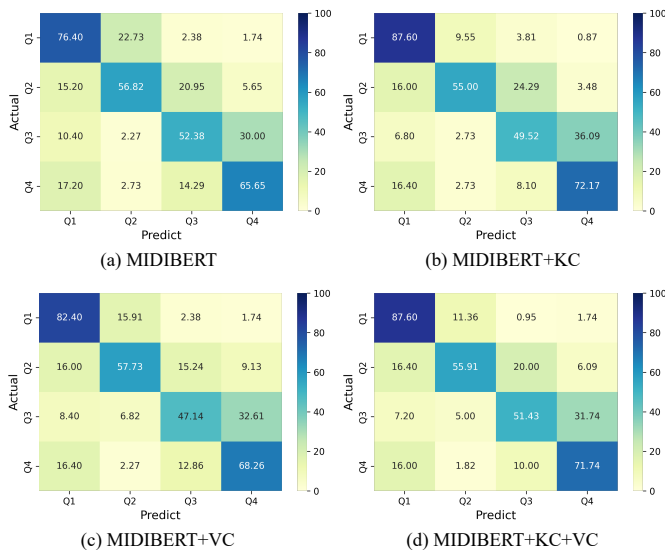 Q1 76.40 22.73 2.38 1.74
Q2 15.20 56.82 20.95 5.65
Q3 10.40 2.27 52.38 30.00
Q4 17.20 2.73 14.29 65.65
Q1 Q2 Q3 Q4
Predict
Actual
100
80
60
40
20
0
(a) MIDIBERT
Q1 87.60 9.55 3.81 0.87
Q2 16.00 55.00 24.29 3.48
Q3 6.80 2.73 49.52 36.09
Q4 16.40 2.73 8.10 72.17
Q1 Q2 Q3 Q4
Predict
Actual
100
80
60
40
20
0
(b) MIDIBERT+KC
Q1 82.40 15.91 2.38 1.74
Q2 16.00 57.73 15.24 9.13
Q3 8.40 6.82 47.14 32.61
Q4 16.40 2.27 12.86 68.26
Q1 Q2 Q3 Q4
Predict
Actual
100
80
60
40
20
0
(c) MIDIBERT+VC
Q1 87.60 11.36 0.95 1.74
Q2 16.40 55.91 20.00 6.09
Q3 7.20 5.00 51.43 31.74
Q4 16.00 1.82 10.00 71.74
Q1 Q2 Q3 Q4
Predict
Actual
100
80
60
40
20
0
(d) MIDIBERT+KC+VC